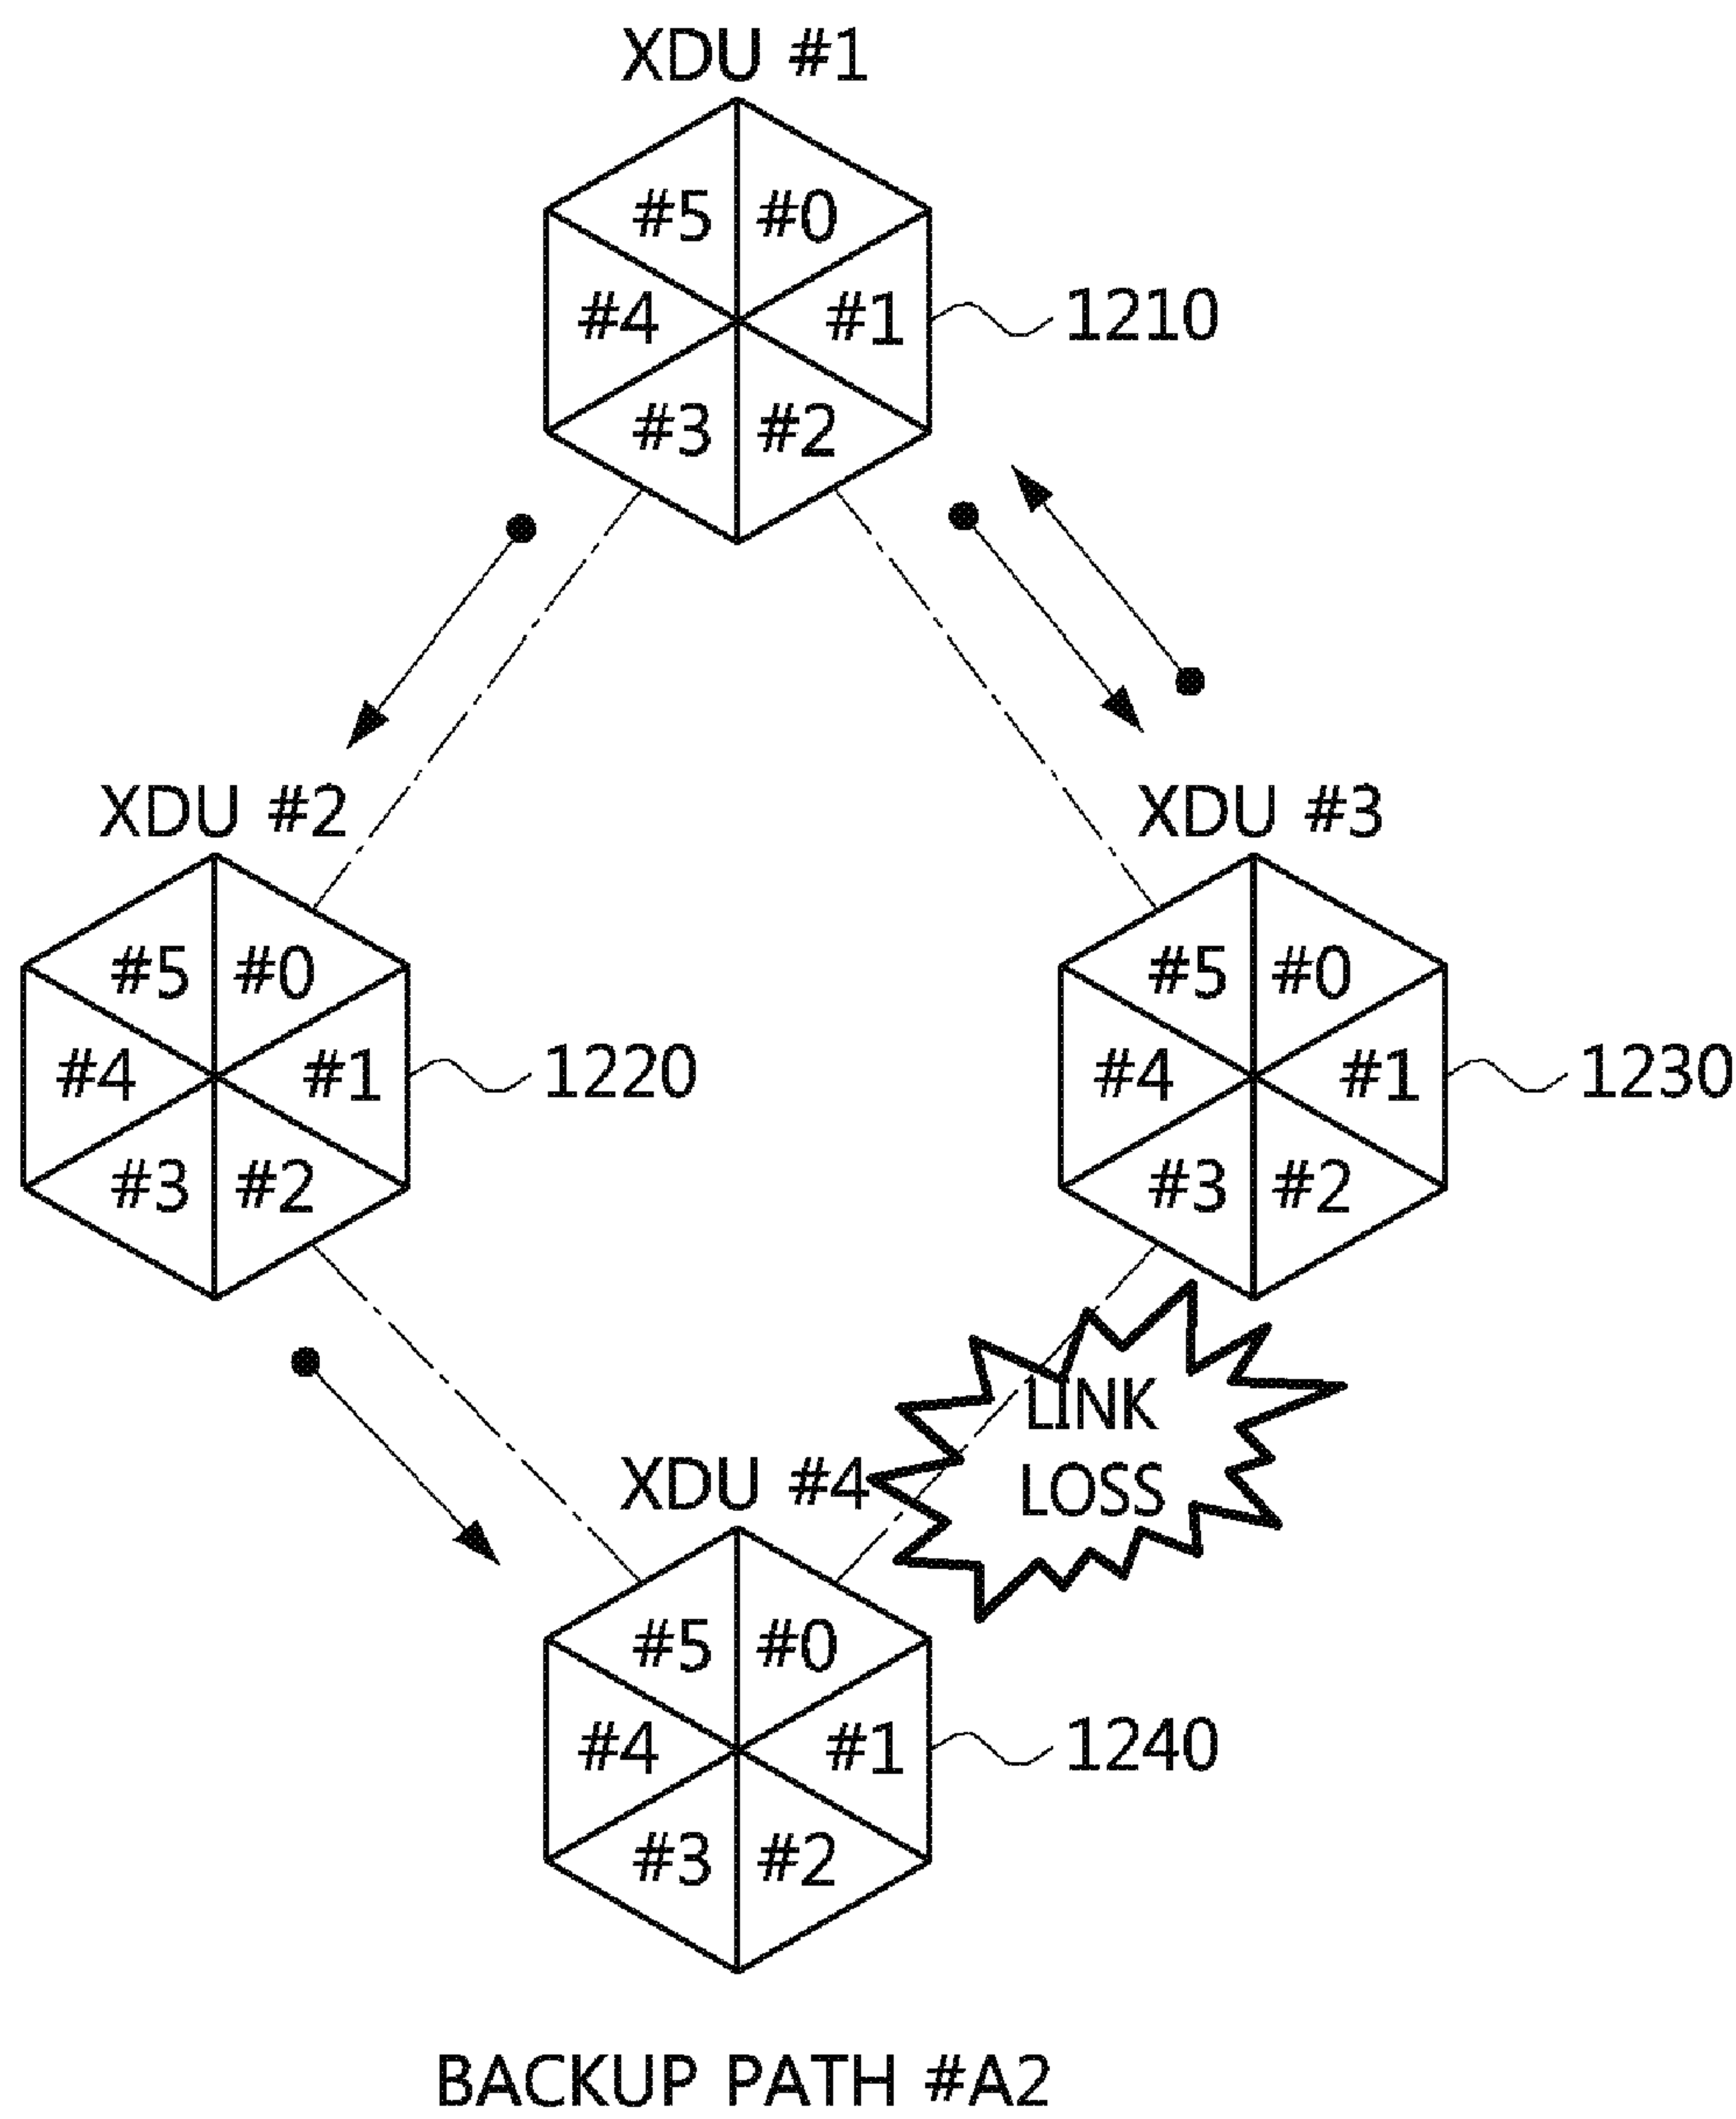 XDU #1
#5 #0
#4 #1 1210
#3 #2
XDU #2 XDU #3
#5 #0 #5 #0
#4 #1 1220 #4 #1 1230
#3 #2 #3 #2
LINK
LOSS
XDU #4
#5 #0
#4 #1 1240
#3 #2
BACKUP PATH #A2